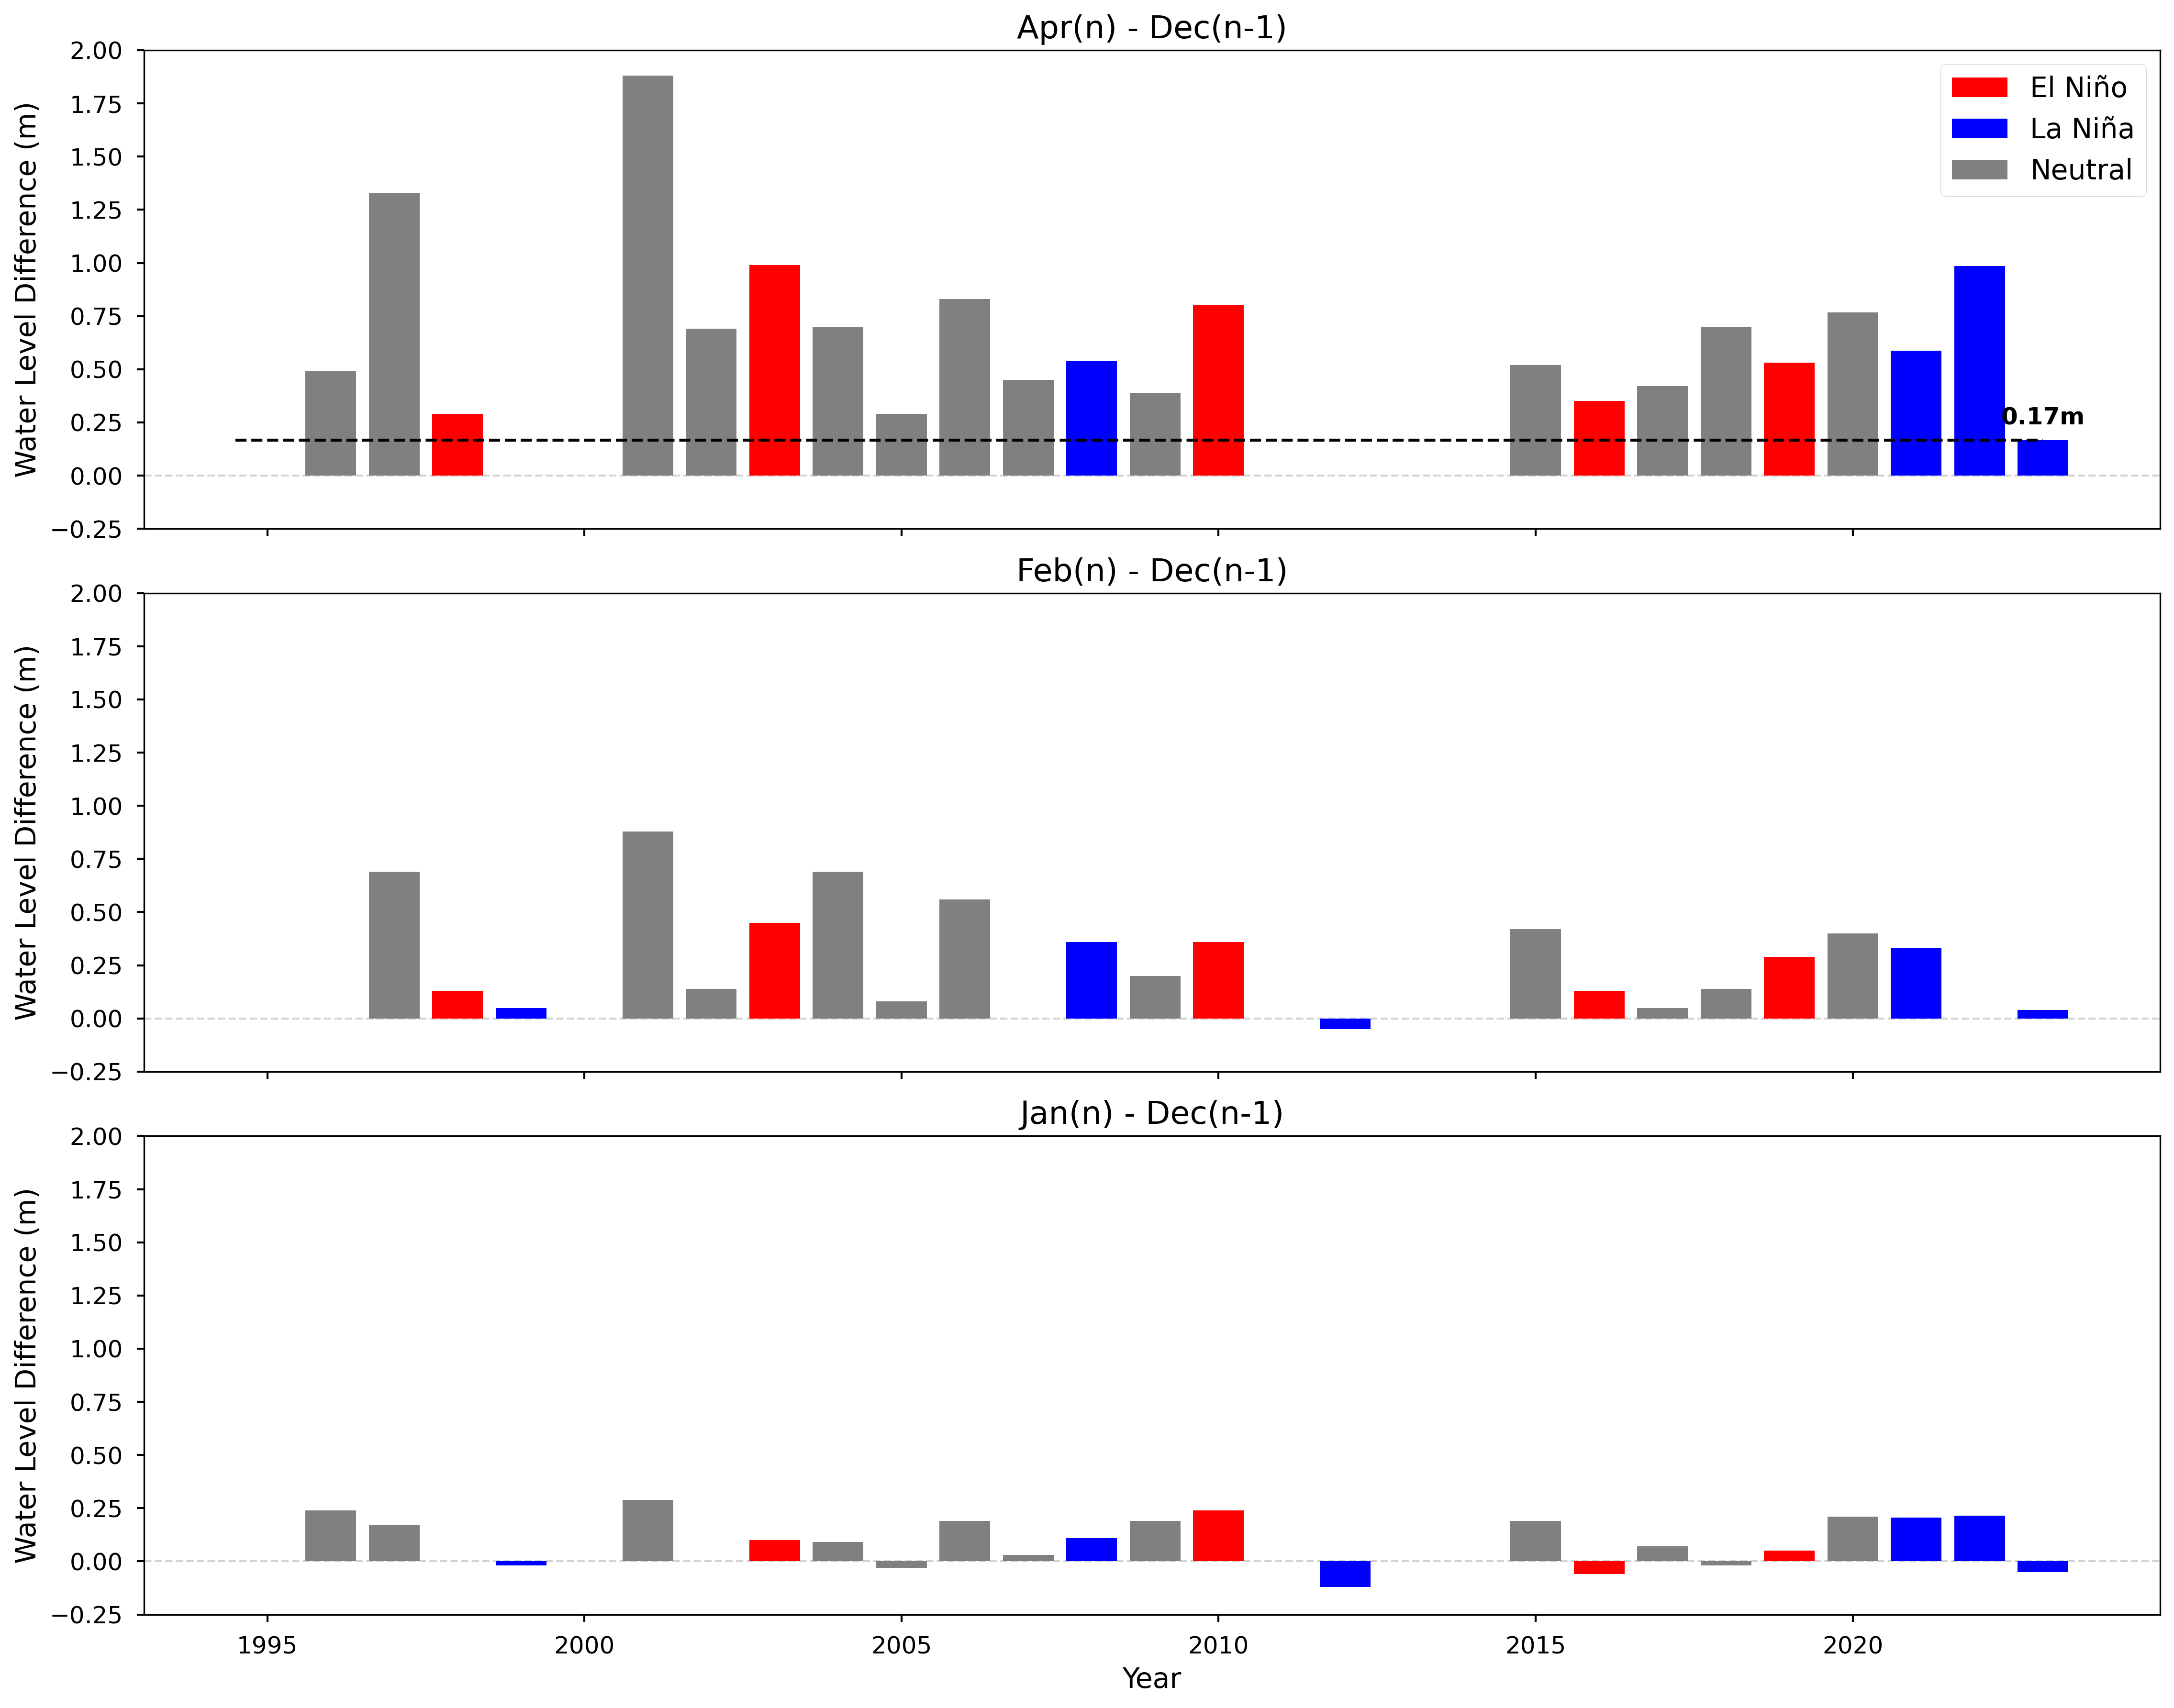 Apr(n) - Dec(n-1)
Water Level Difference (m)
2.00
1.75
1.50
1.25
1.00
0.75
0.50
0.25
0.00
−0.25
El Niño
La Niña
Neutral
0.17m
Feb(n) - Dec(n-1)
Water Level Difference (m)
2.00
1.75
1.50
1.25
1.00
0.75
0.50
0.25
0.00
−0.25
Jan(n) - Dec(n-1)
Water Level Difference (m)
2.00
1.75
1.50
1.25
1.00
0.75
0.50
0.25
0.00
−0.25
1995 2000 2005 2010 2015 2020
Year